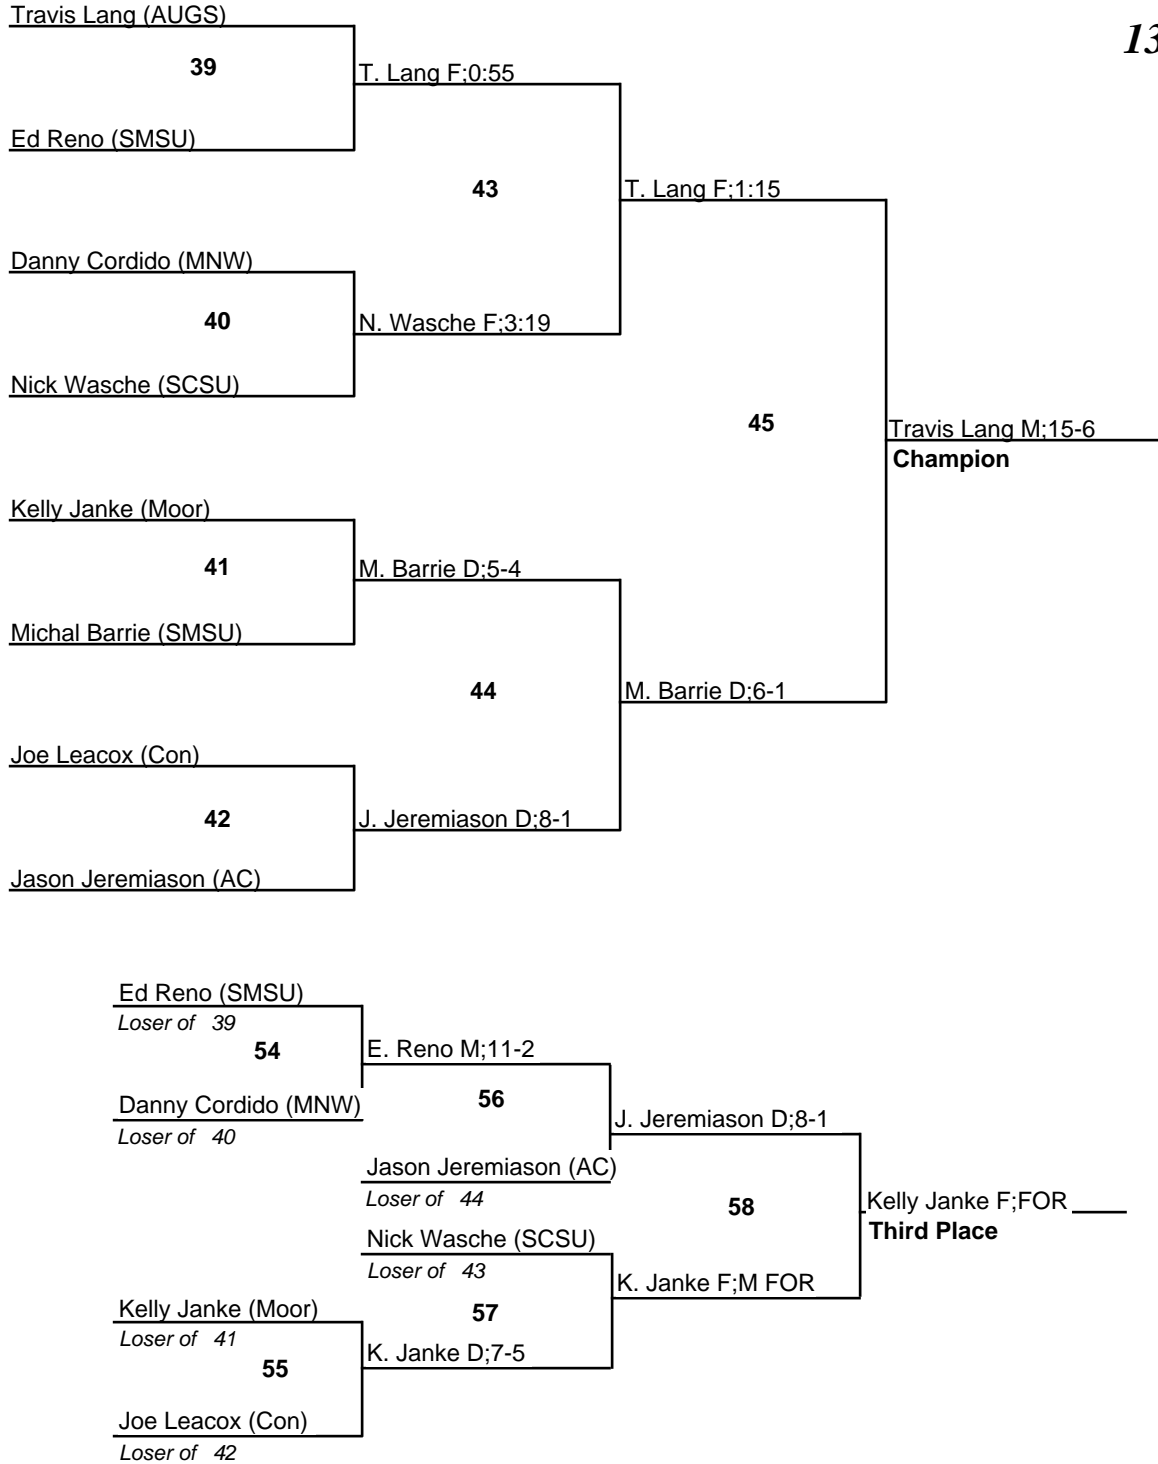 Travis Lang (AUGS)
13
39
T. Lang F;0:55
Ed Reno (SMSU)
43
T. Lang F;1:15
Danny Cordido (MNW)
40
N. Wasche F;3:19
Nick Wasche (SCSU)
45
Travis Lang M;15-6
Champion
Kelly Janke (Moor)
41
M. Barrie D;5-4
Michal Barrie (SMSU)
44
M. Barrie D;6-1
Joe Leacox (Con)
42
J. Jeremiason D;8-1
Jason Jeremiason (AC)
Ed Reno (SMSU)
Loser of 39
54
E. Reno M;11-2
Danny Cordido (MNW)
Loser of 40
56
J. Jeremiason D;8-1
Jason Jeremiason (AC)
Loser of 44
58
Kelly Janke F;FOR
Third Place
Nick Wasche (SCSU)
Loser of 43
K. Janke F;M FOR
Kelly Janke (Moor)
Loser of 41
57
55
K. Janke D;7-5
Joe Leacox (Con)
Loser of 42